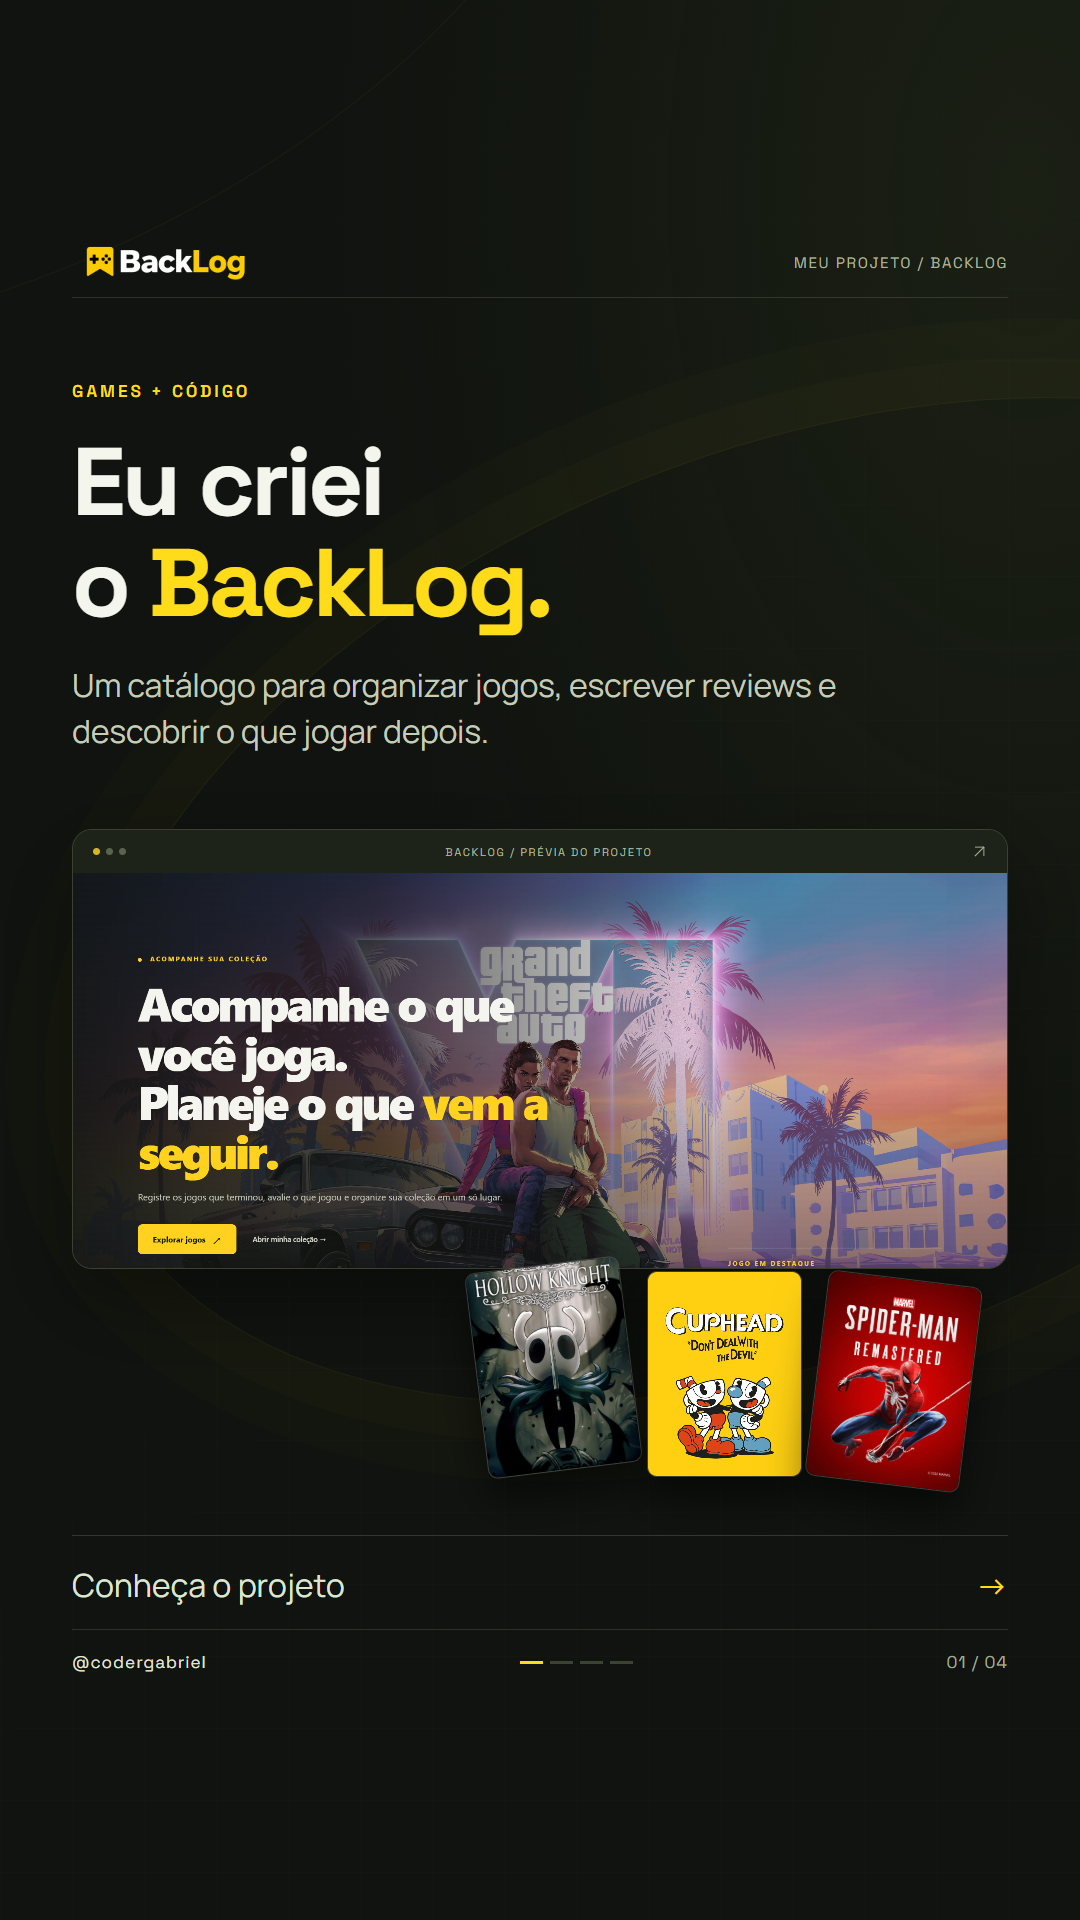 BackLog
MEU PROJETO / BACKLOG
GAMES + CÓDIGO
Eu criei
o BackLog.
Um catálogo para organizar jogos, escrever reviews e
descobrir o que jogar depois.
BACKLOG / PRÉVIA DO PROJETO
grand
theft
auto
VI
ACOMPANHE SUA COLEÇÃO
Acompanhe o que
você joga.
Planeje o que vem a
seguir.
Registre os jogos que terminou, avalie o que jogou e organize sua coleção em um só lugar.
Explorar jogos
Abrir minha coleção →
JOGO EM DESTAQUE
HOLLOW KNIGHT
CUPHEAD
"DON'T DEAL WITH
THE DEVIL"
MARVEL
SPIDER-MAN
REMASTERED
Conheça o projeto →
@codergabriel
01 / 04